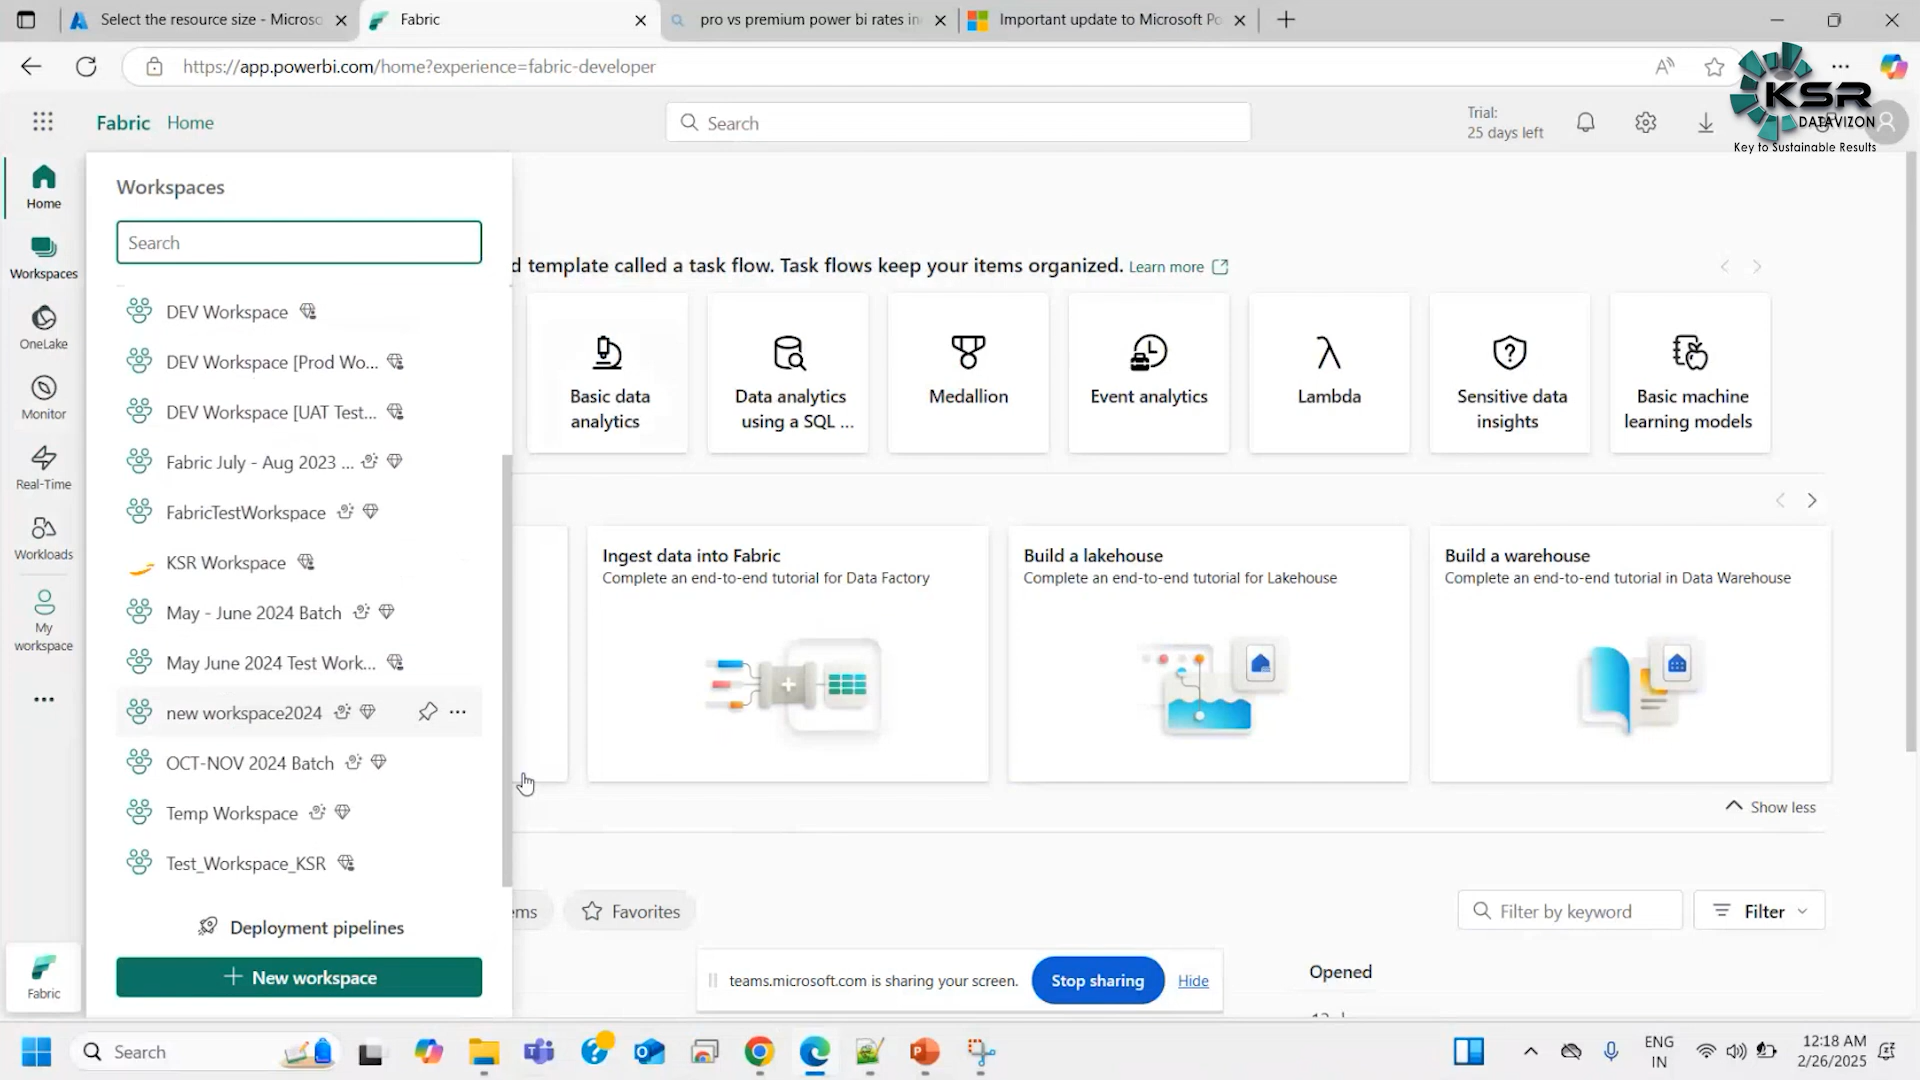 Select the resource size - Microso
Fabric
pro vs premium power bi rates in
Important update to Microsoft Po
https://app.powerbi.com/home?experience=fabric-developer
KSR
DATAVIZON
Key to Sustainable Results
Fabric
Home
Search
Trial:
25 days left
Home
Workspaces
OneLake
Monitor
Real-Time
Workloads
My
workspace
Fabric
Workspaces
Search
DEV Workspace
DEV Workspace [Prod Wo...
DEV Workspace [UAT Test...
Fabric July - Aug 2023 ...
FabricTestWorkspace
KSR Workspace
May - June 2024 Batch
May June 2024 Test Work...
new workspace2024
OCT-NOV 2024 Batch
Temp Workspace
Test_Workspace_KSR
Deployment pipelines
+ New workspace
d template called a task flow. Task flows keep your items organized. Learn more
Basic data
analytics
Data analytics
using a SQL ...
Medallion
Event analytics
Lambda
Sensitive data
insights
Basic machine
learning models
Ingest data into Fabric
Complete an end-to-end tutorial for Data Factory
Build a lakehouse
Complete an end-to-end tutorial for Lakehouse
Build a warehouse
Complete an end-to-end tutorial in Data Warehouse
Show less
ems
Favorites
Filter by keyword
Filter
Opened
teams.microsoft.com is sharing your screen.
Stop sharing
Hide
Search
ENG
IN
12:18 AM
2/26/2025